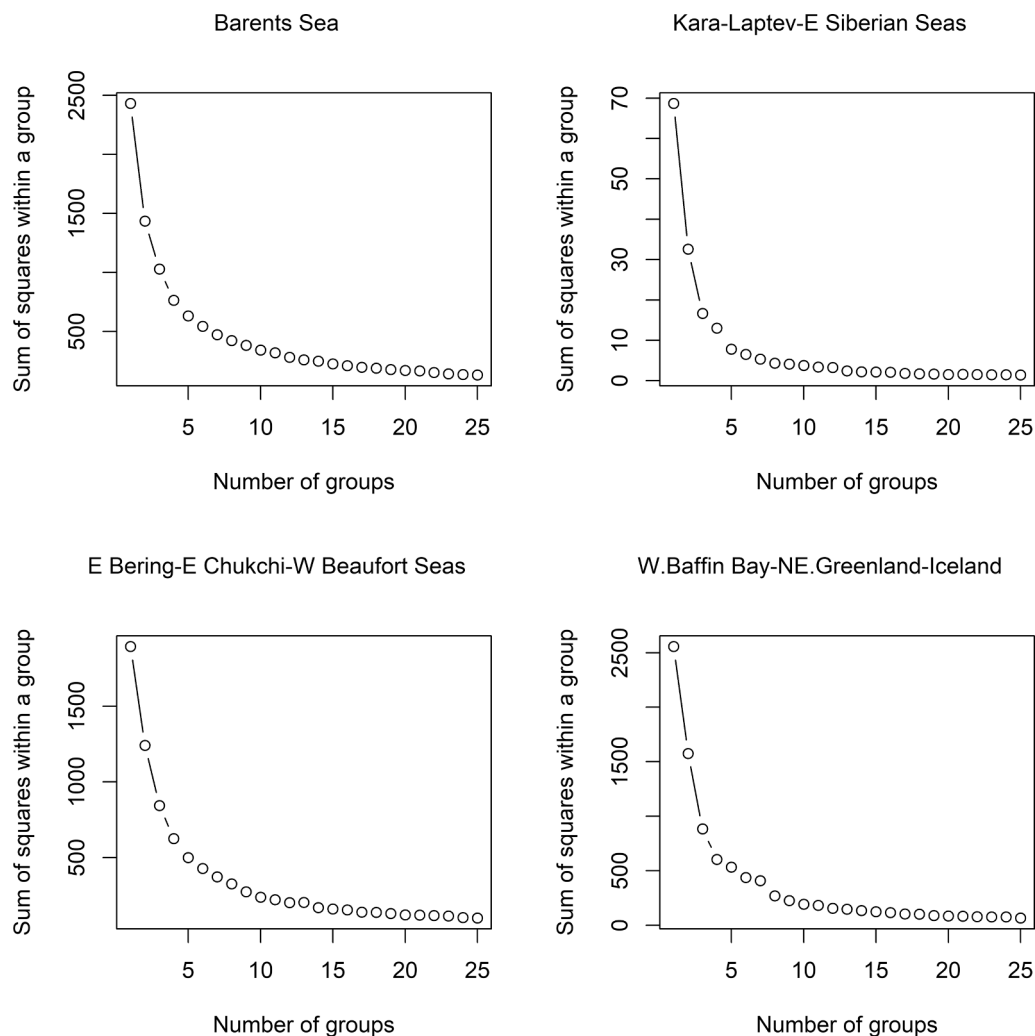 Barents Sea
Sum of squares within a group
2500
1500
500
5 10 15 20 25
Number of groups
Kara-Laptev-E Siberian Seas
Sum of squares within a group
70
50
30
10
0
5 10 15 20 25
Number of groups
E Bering-E Chukchi-W Beaufort Seas
Sum of squares within a group
1500
1000
500
5 10 15 20 25
Number of groups
W.Baffin Bay-NE.Greenland-Iceland
Sum of squares within a group
2500
1500
500
0
5 10 15 20 25
Number of groups